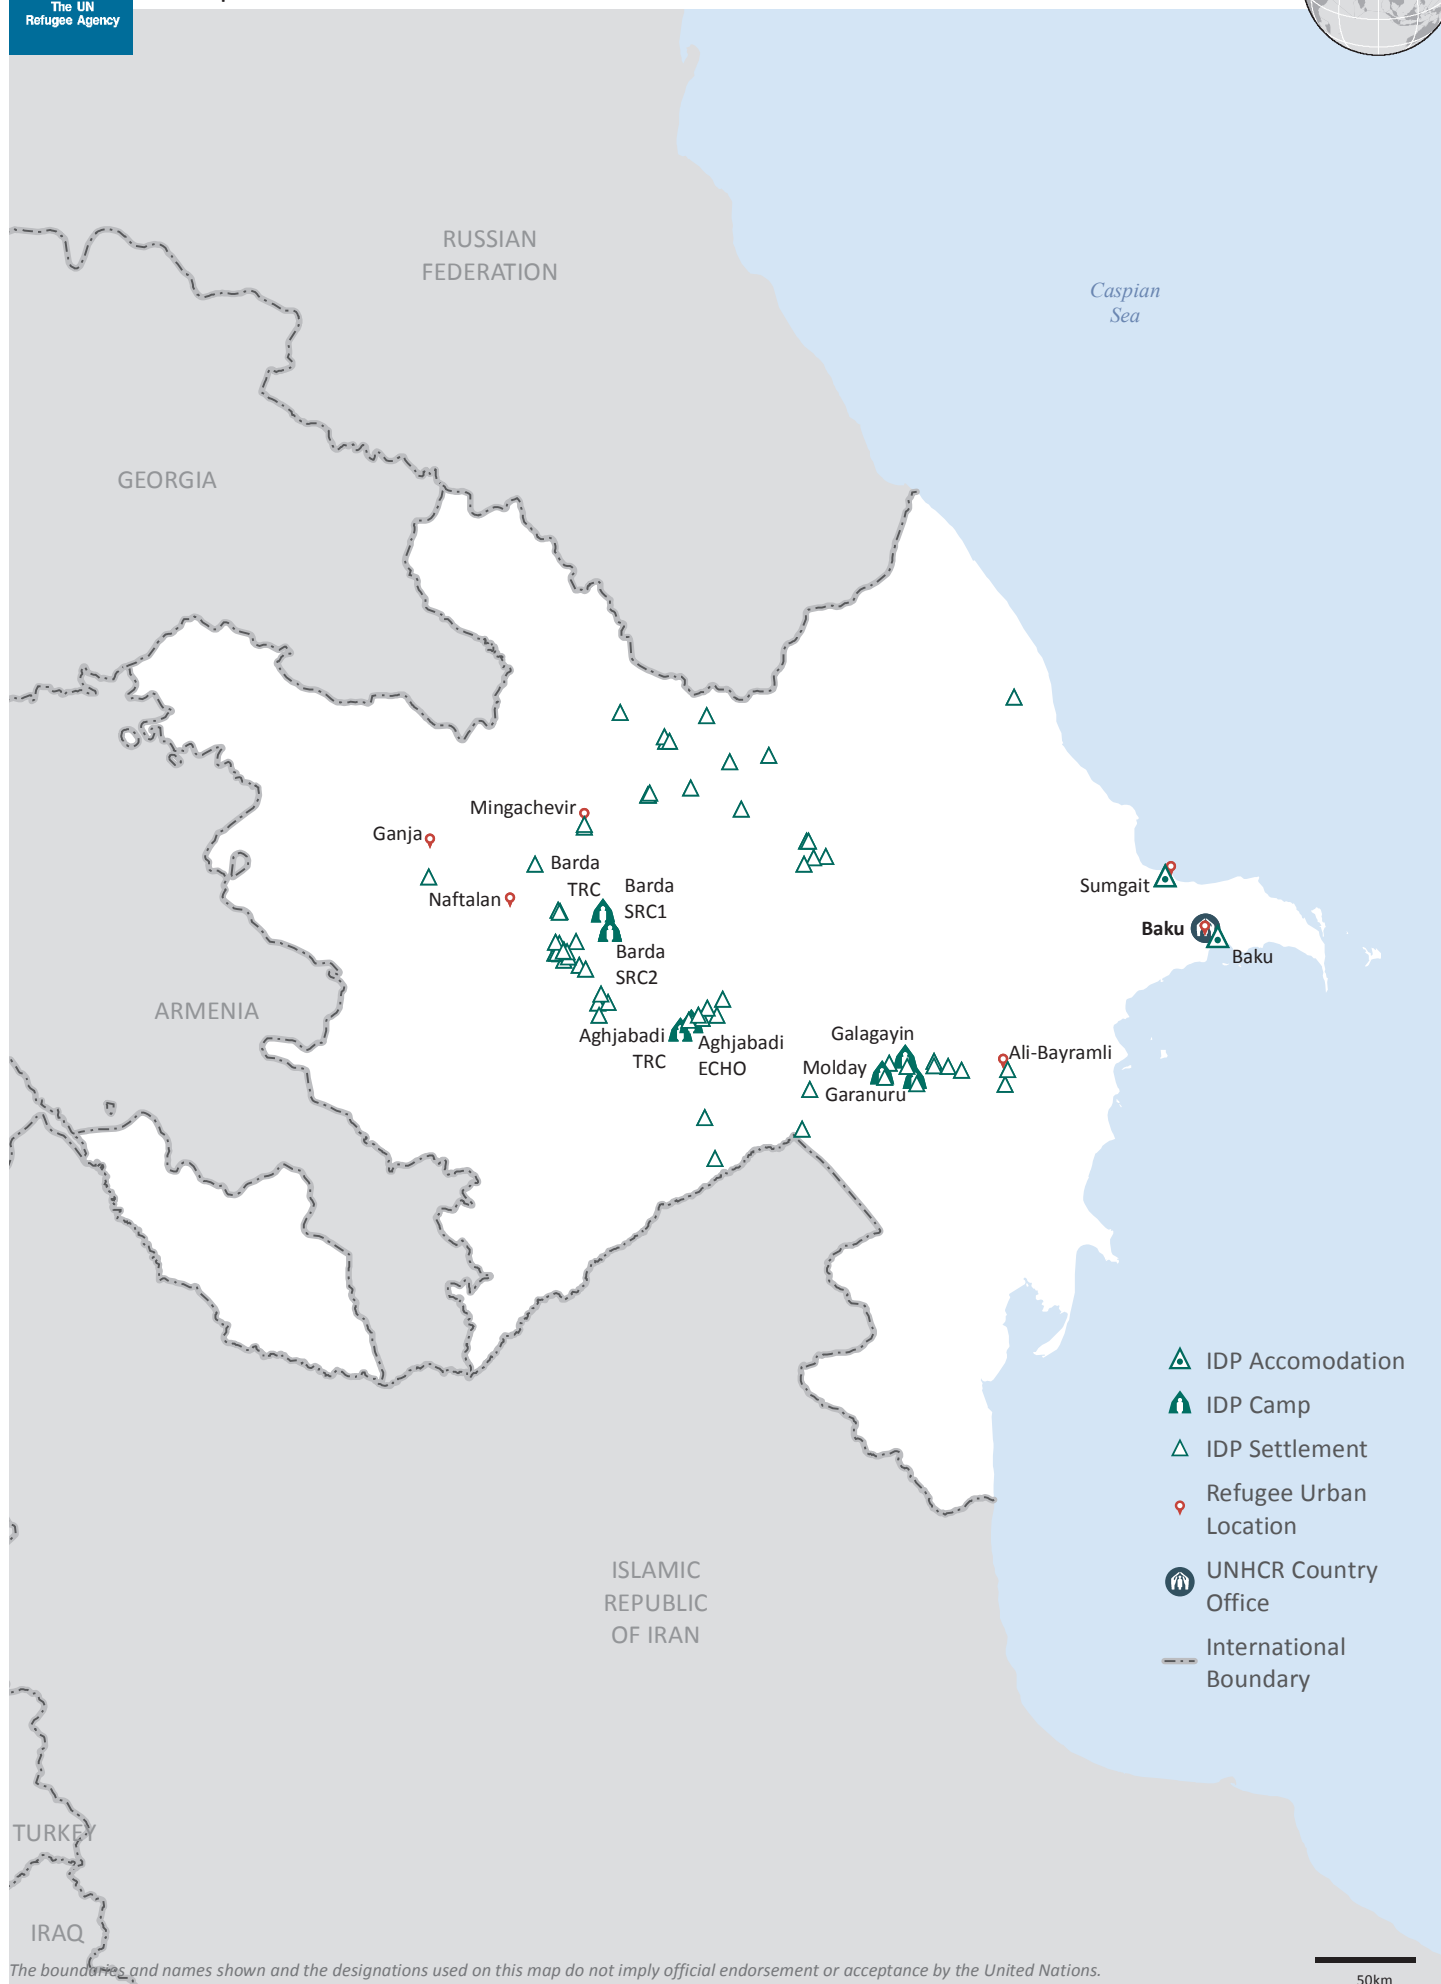 The UN
Refugee Agency
RUSSIAN
FEDERATION
Caspian
Sea
GEORGIA
Mingachevir
Ganja
Barda
TRC
Barda
SRC1
Naftalan
Sumgait
Baku
Baku
Barda
SRC2
ARMENIA
Aghjabadi
TRC
Aghjabadi
ECHO
Galagayin
Ali-Bayramli
Molday
Garanuru
IDP Accomodation
IDP Camp
IDP Settlement
Refugee Urban
Location
UNHCR Country
Office
International
Boundary
ISLAMIC
REPUBLIC
OF IRAN
TURKEY
IRAQ
The boundaries and names shown and the designations used on this map do not imply official endorsement or acceptance by the United Nations.
50km